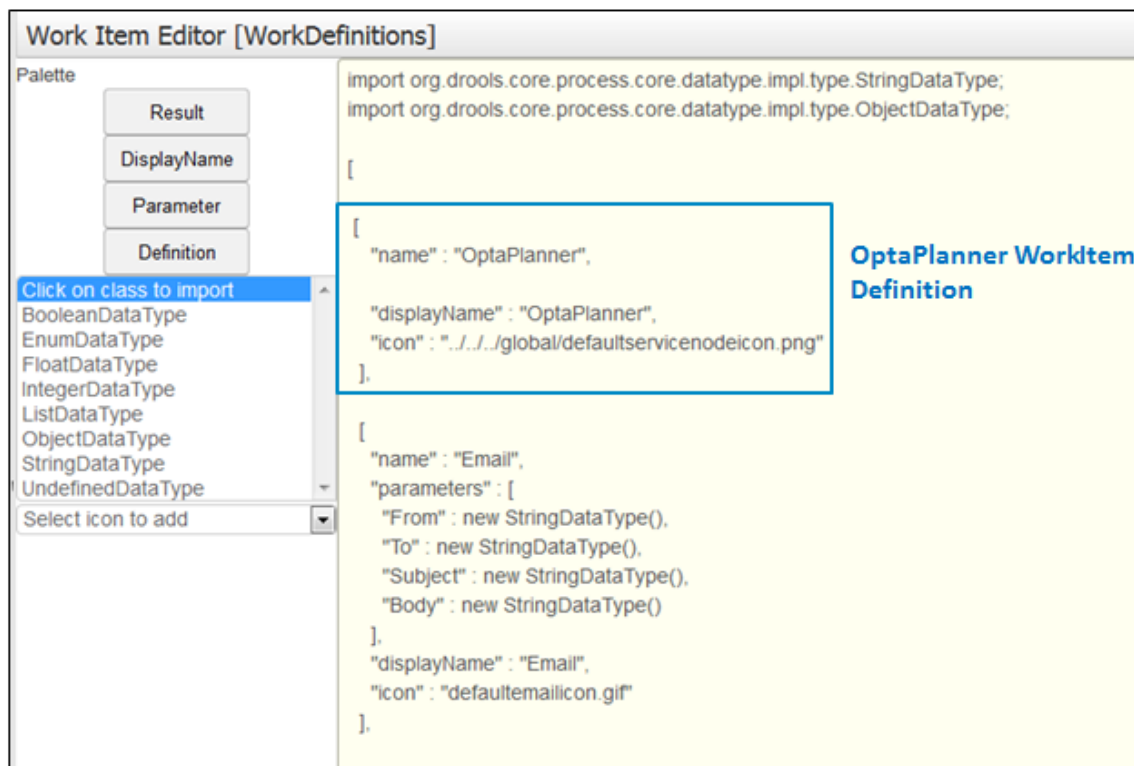 Work Item Editor [WorkDefinitions]
Palette
Result
DisplayName
Parameter
Definition
Click on class to import
BooleanDataType
EnumDataType
FloatDataType
IntegerDataType
ListDataType
ObjectDataType
StringDataType
UndefinedDataType
Select icon to add
import org.drools.core.process.core.datatype.impl.type.StringDataType;
import org.drools.core.process.core.datatype.impl.type.ObjectDataType;
[
[
"name" : "OptaPlanner",
"displayName" : "OptaPlanner",
"icon" : "../../../global/defaultservicenodeicon.png"
],
[
"name" : "Email",
"parameters" : [
"From" : new StringDataType(),
"To" : new StringDataType(),
"Subject" : new StringDataType(),
"Body" : new StringDataType()
],
"displayName" : "Email",
"icon" : "defaultemailicon.gif"
],
OptaPlanner WorkItem
Definition